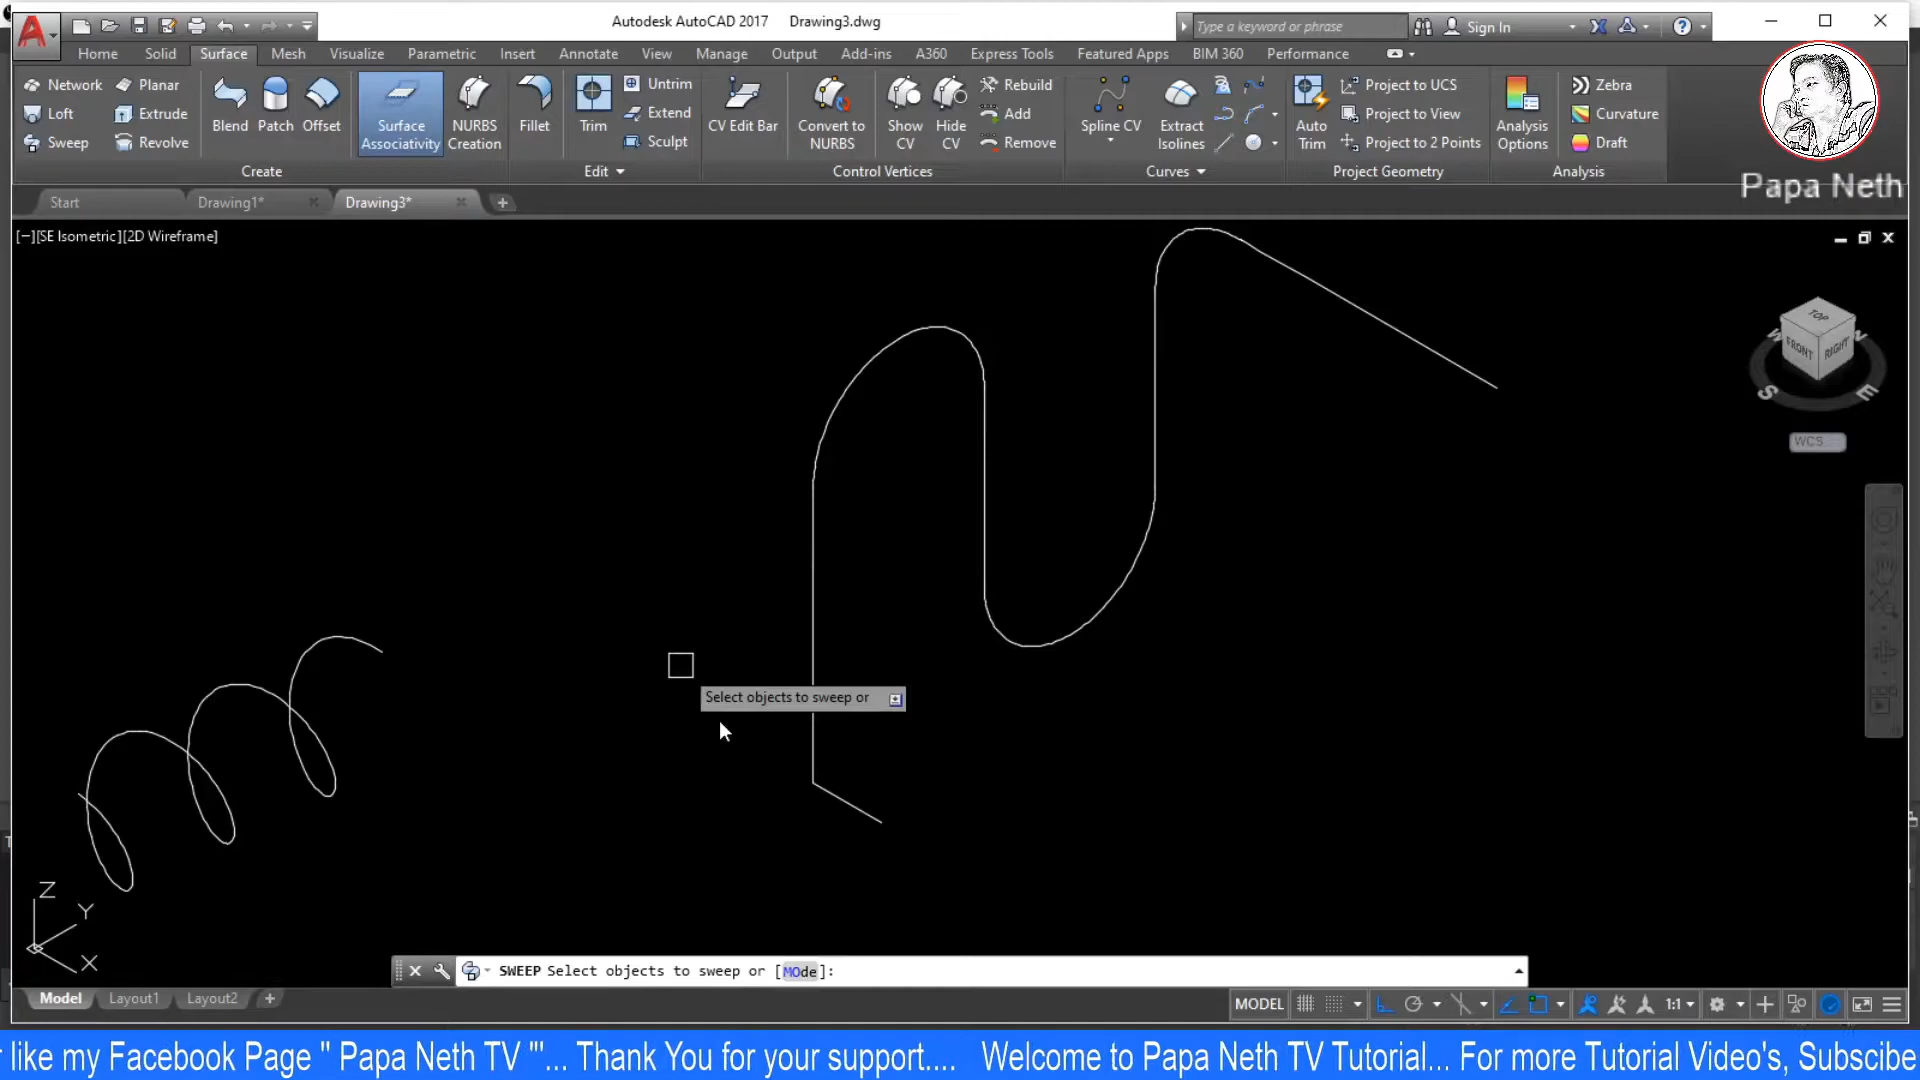 Autodesk AutoCAD 2017 Drawing3.dwg
Type a keyword or phrase
Sign In
Home Solid Surface Mesh Visualize Parametric Insert Annotate View Manage Output Add-ins A360 Express Tools Featured Apps BIM 360 Performance
Network Planar
Loft Extrude
Sweep Revolve
Blend Patch Offset
Surface Associativity
NURBS Creation
Fillet
Trim
Untrim
Extend
Sculpt
CV Edit Bar
Convert to NURBS
Show CV
Hide CV
Rebuild
Add
Remove
Spline CV
Extract Isolines
Auto Trim
Project to UCS
Project to View
Project to 2 Points
Analysis Options
Zebra
Curvature
Draft
Create Edit Control Vertices Curves Project Geometry Analysis
Papa Neth
Start Drawing1* Drawing3*
[−][SE Isometric][2D Wireframe]
TOP
FRONT RIGHT
W N
S E
WCS
Select objects to sweep or
Z
Y
X
SWEEP Select objects to sweep or [MOde]:
Model Layout1 Layout2
MODEL 1:1
r like my Facebook Page " Papa Neth TV "'... Thank You for your support.... Welcome to Papa Neth TV Tutorial... For more Tutorial Video's, Subscibe